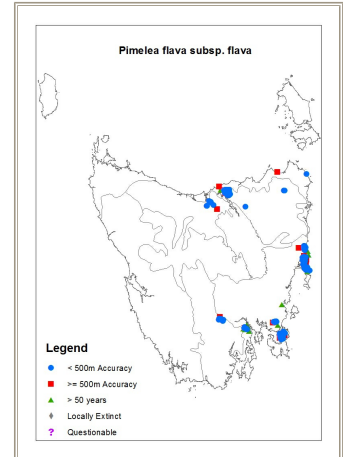 Pimelea flava subsp. flava
Legend
< 500m Accuracy
>= 500m Accuracy
> 50 years
Locally Extinct
? Questionable